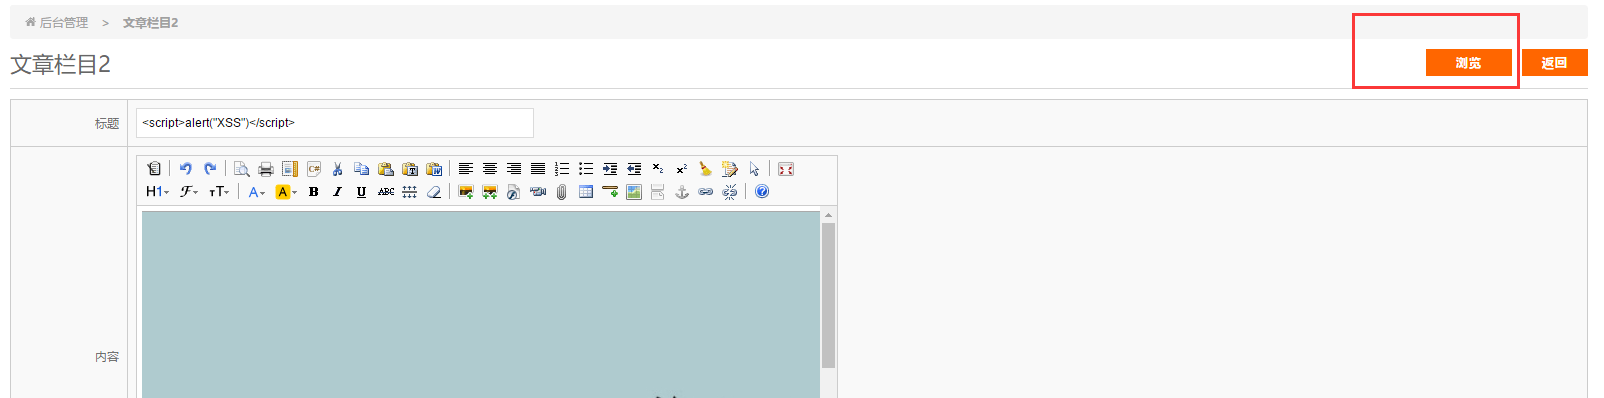 后台管理 > 文章栏目2
文章栏目2
浏览 返回
标题 <script>alert("XSS")</script>
H1 F TT A A B I U ABC
内容